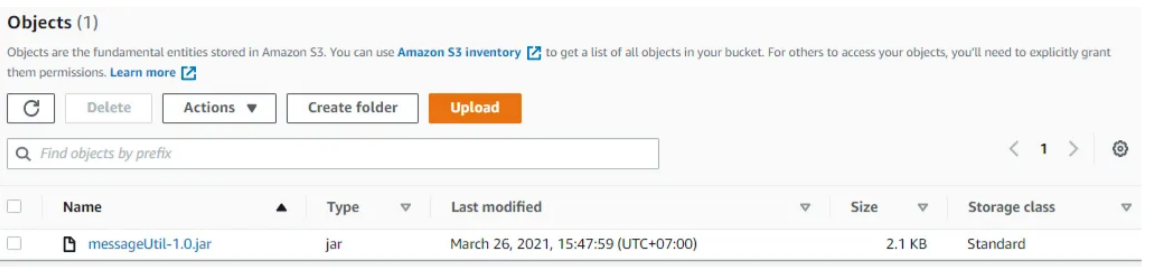 Objects (1)
Objects are the fundamental entities stored in Amazon S3. You can use Amazon S3 inventory to get a list of all objects in your bucket. For others to access your objects, you'll need to explicitly grant
them permissions. Learn more
Delete Actions Create folder Upload
Find objects by prefix 1
Name Type Last modified Size Storage class
messageUtil-1.0.jar jar March 26, 2021, 15:47:59 (UTC+07:00) 2.1 KB Standard